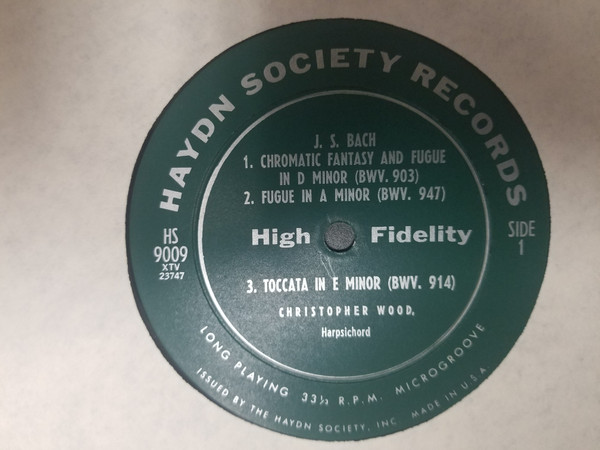 HAYDN SOCIETY RECORDS
J. S. BACH
1. CHROMATIC FANTASY AND FUGUE
IN D MINOR (BWV. 903)
2. FUGUE IN A MINOR (BWV. 947)
High Fidelity
HS
9009
XTV
23747
SIDE
1
3. TOCCATA IN E MINOR (BWV. 914)
CHRISTOPHER WOOD,
Harpsichord
LONG PLAYING 33⅓ R.P.M. MICROGROOVE
ISSUED BY THE HAYDN SOCIETY, INC. MADE IN U.S.A